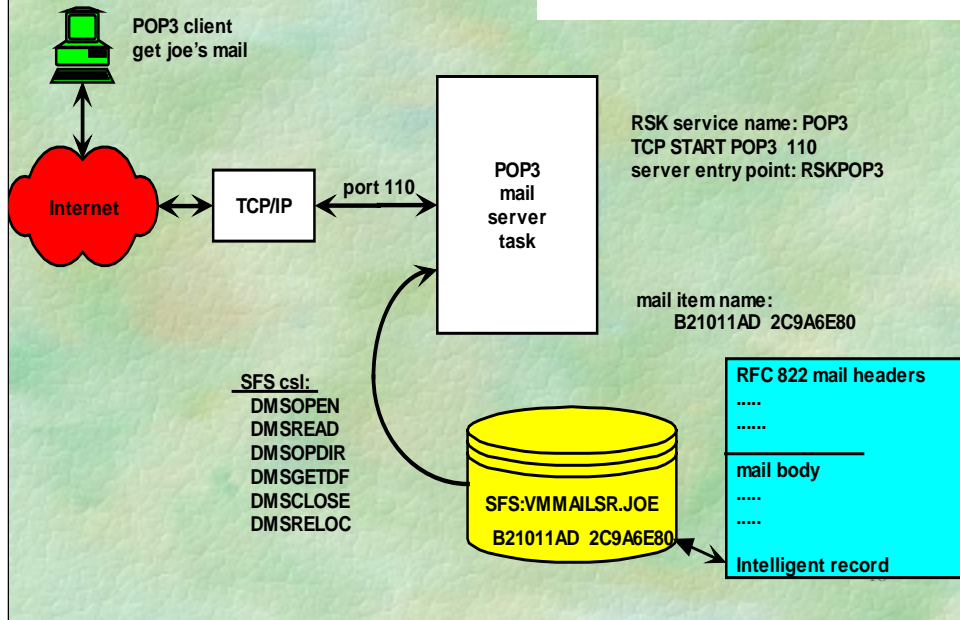 POP3 client
get joe's mail
Internet
TCP/IP
port 110
POP3
mail
server
task
RSK service name: POP3
TCP START POP3  110
server entry point: RSKPOP3
mail item name:
B21011AD  2C9A6E80
SFS csl:
DMSOPEN
DMSREAD
DMSOPDIR
DMSGETDF
DMSCLOSE
DMSRELOC
SFS:VMMAILSR.JOE
B21011AD  2C9A6E80
RFC 822 mail headers
.....
......
mail body
.....
.....
Intelligent record